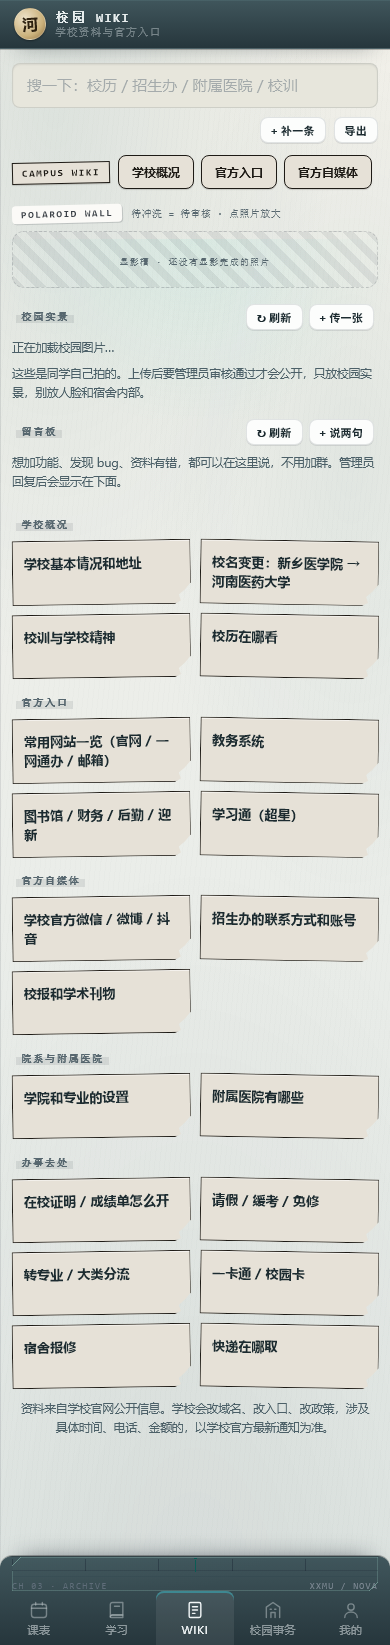 河
校园 WIKI
学校资料与官方入口
搜一下：校历 / 招生办 / 附属医院 / 校训
+ 补一条
导出
CAMPUS WIKI
学校概况
官方入口
官方自媒体
POLAROID WALL
待冲洗 = 待审核 · 点照片放大
显影槽 · 还没有显影完成的照片
校园实景
↻ 刷新
+ 传一张
正在加载校园图片…
这些是同学自己拍的。上传后要管理员审核通过才会公开，只放校园实
景，别放人脸和宿舍内部。
留言板
↻ 刷新
+ 说两句
想加功能、发现 bug、资料有错，都可以在这里说，不用加群。管理员
回复后会显示在下面。
学校概况
学校基本情况和地址
校名变更：新乡医学院 →
河南医药大学
校训与学校精神
校历在哪看
官方入口
常用网站一览（官网 / 一
网通办 / 邮箱）
教务系统
图书馆 / 财务 / 后勤 / 迎
新
学习通（超星）
官方自媒体
学校官方微信 / 微博 / 抖
音
招生办的联系方式和账号
校报和学术刊物
院系与附属医院
学院和专业的设置
附属医院有哪些
办事去处
在校证明 / 成绩单怎么开
请假 / 缓考 / 免修
转专业 / 大类分流
一卡通 / 校园卡
宿舍报修
快递在哪取
资料来自学校官网公开信息。学校会改域名、改入口、改政策，涉及
具体时间、电话、金额的，以学校官方最新通知为准。
CH 03 · ARCHIVE
XXMU / NOVA
课表
学习
WIKI
校园事务
我的